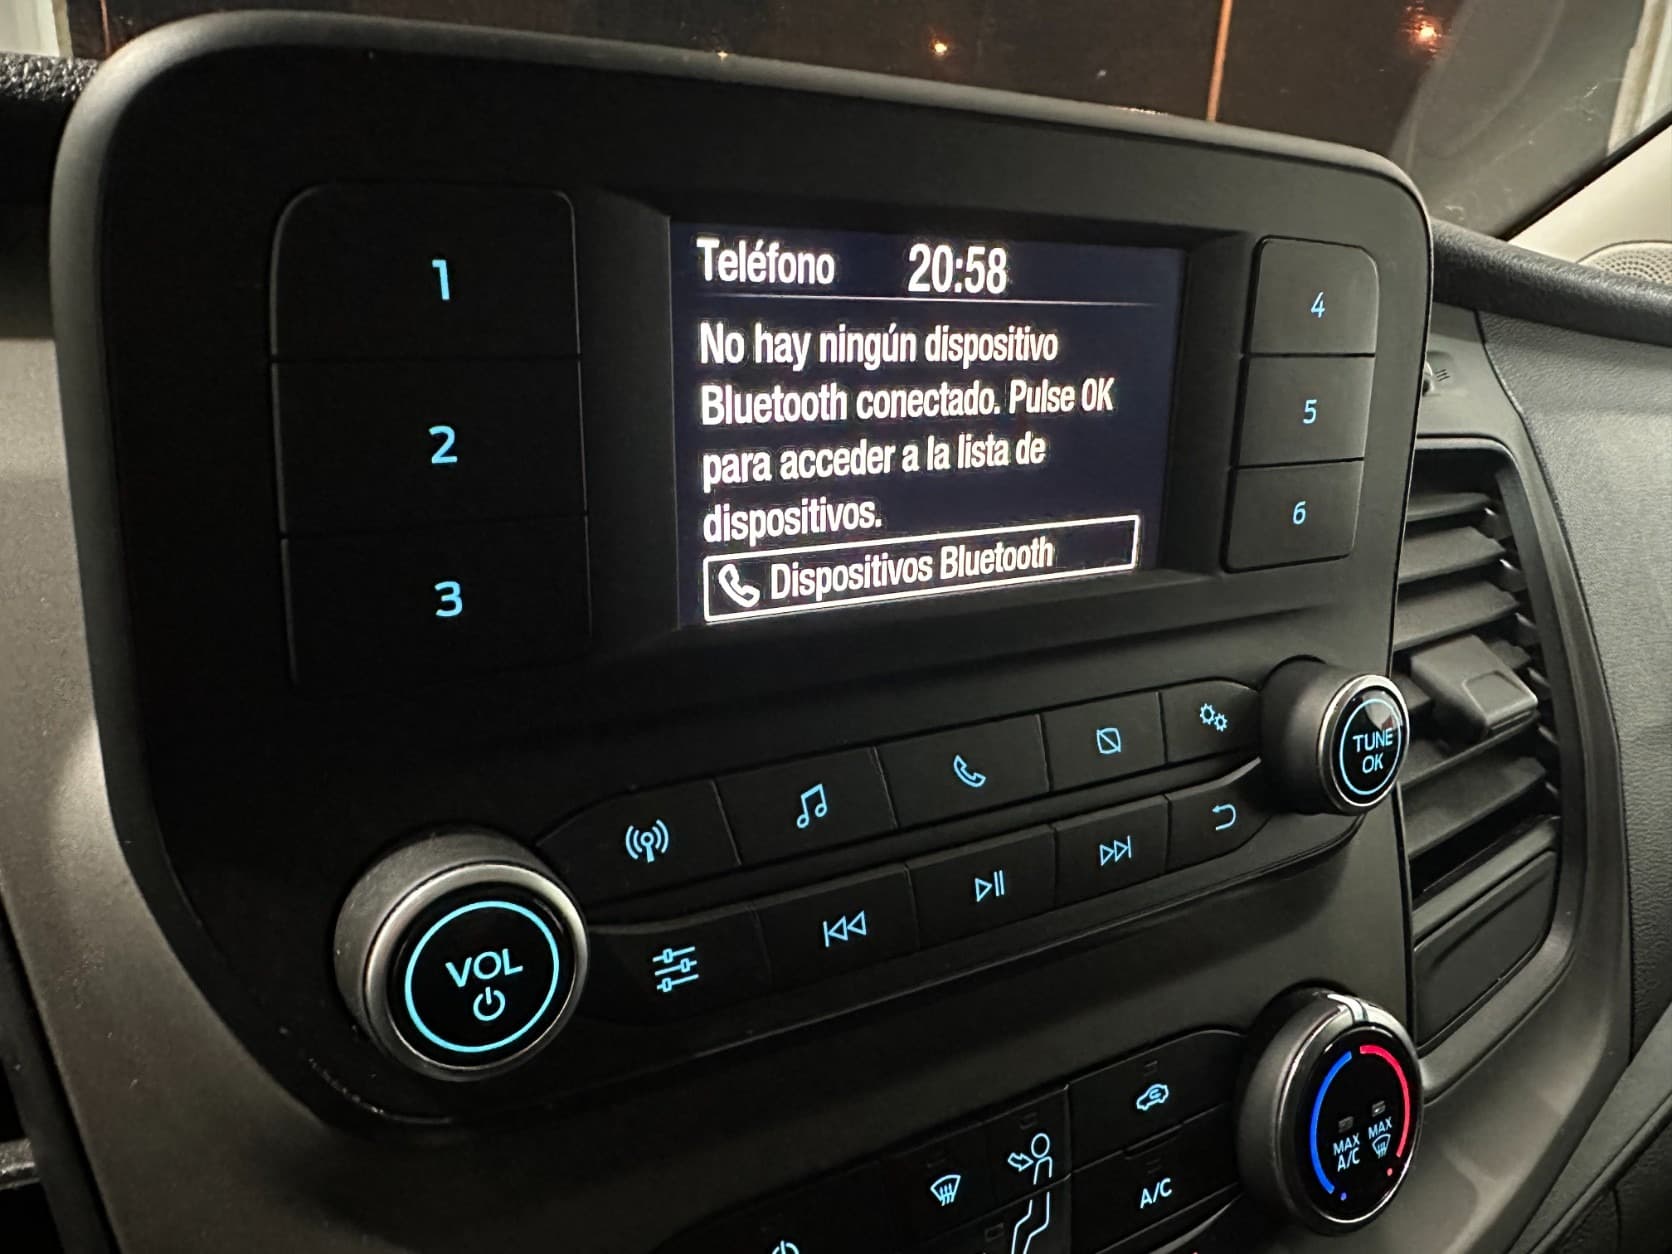 Teléfono 20:58
No hay ningún dispositivo
Bluetooth conectado. Pulse OK
para acceder a la lista de
dispositivos.
Dispositivos Bluetooth
1
2
3
4
5
6
TUNE
OK
VOL
MAX
A/C
MAX
A/C